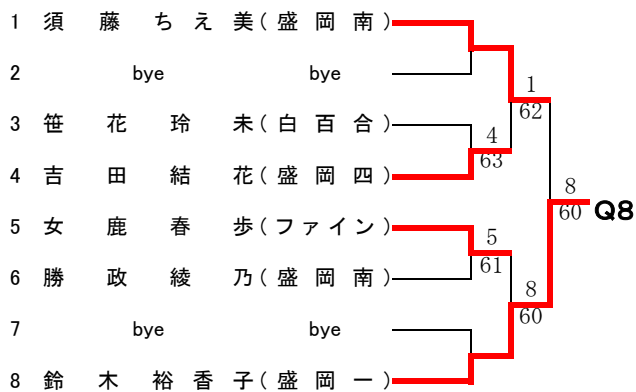 1 須藤ちえ美(盛岡南)
2 bye bye
1
62
3 笹花玲未(白百合)
4
63
4 吉田結花(盛岡四)
8
60 Q8
5 女鹿春歩(ファイン)
5
61
6 勝政綾乃(盛岡南)
8
60
7 bye bye
8 鈴木裕香子(盛岡一)